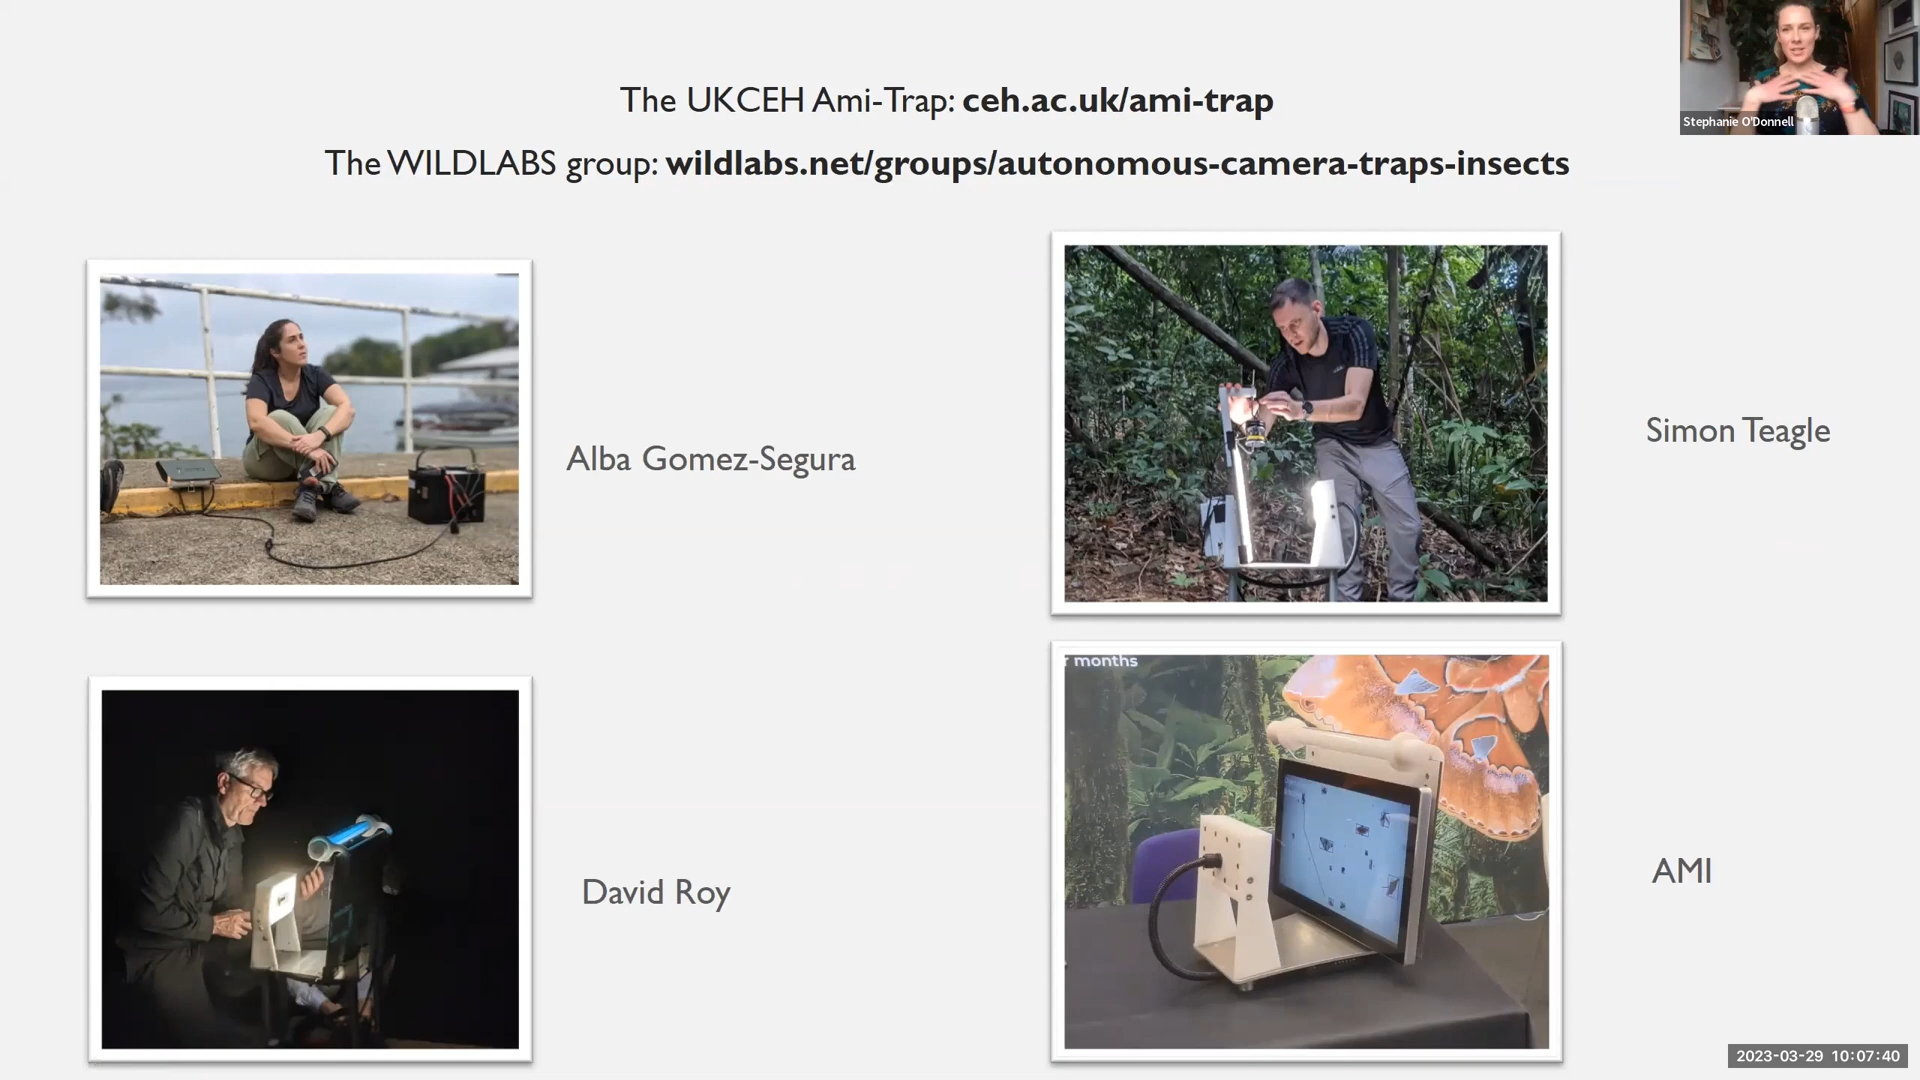 The UKCEH Ami-Trap: ceh.ac.uk/ami-trap
The WILDLABS group: wildlabs.net/groups/autonomous-camera-traps-insects
Stephanie O'Donnell
Alba Gomez-Segura
Simon Teagle
months
David Roy
AMI
2023-03-29 10:07:40